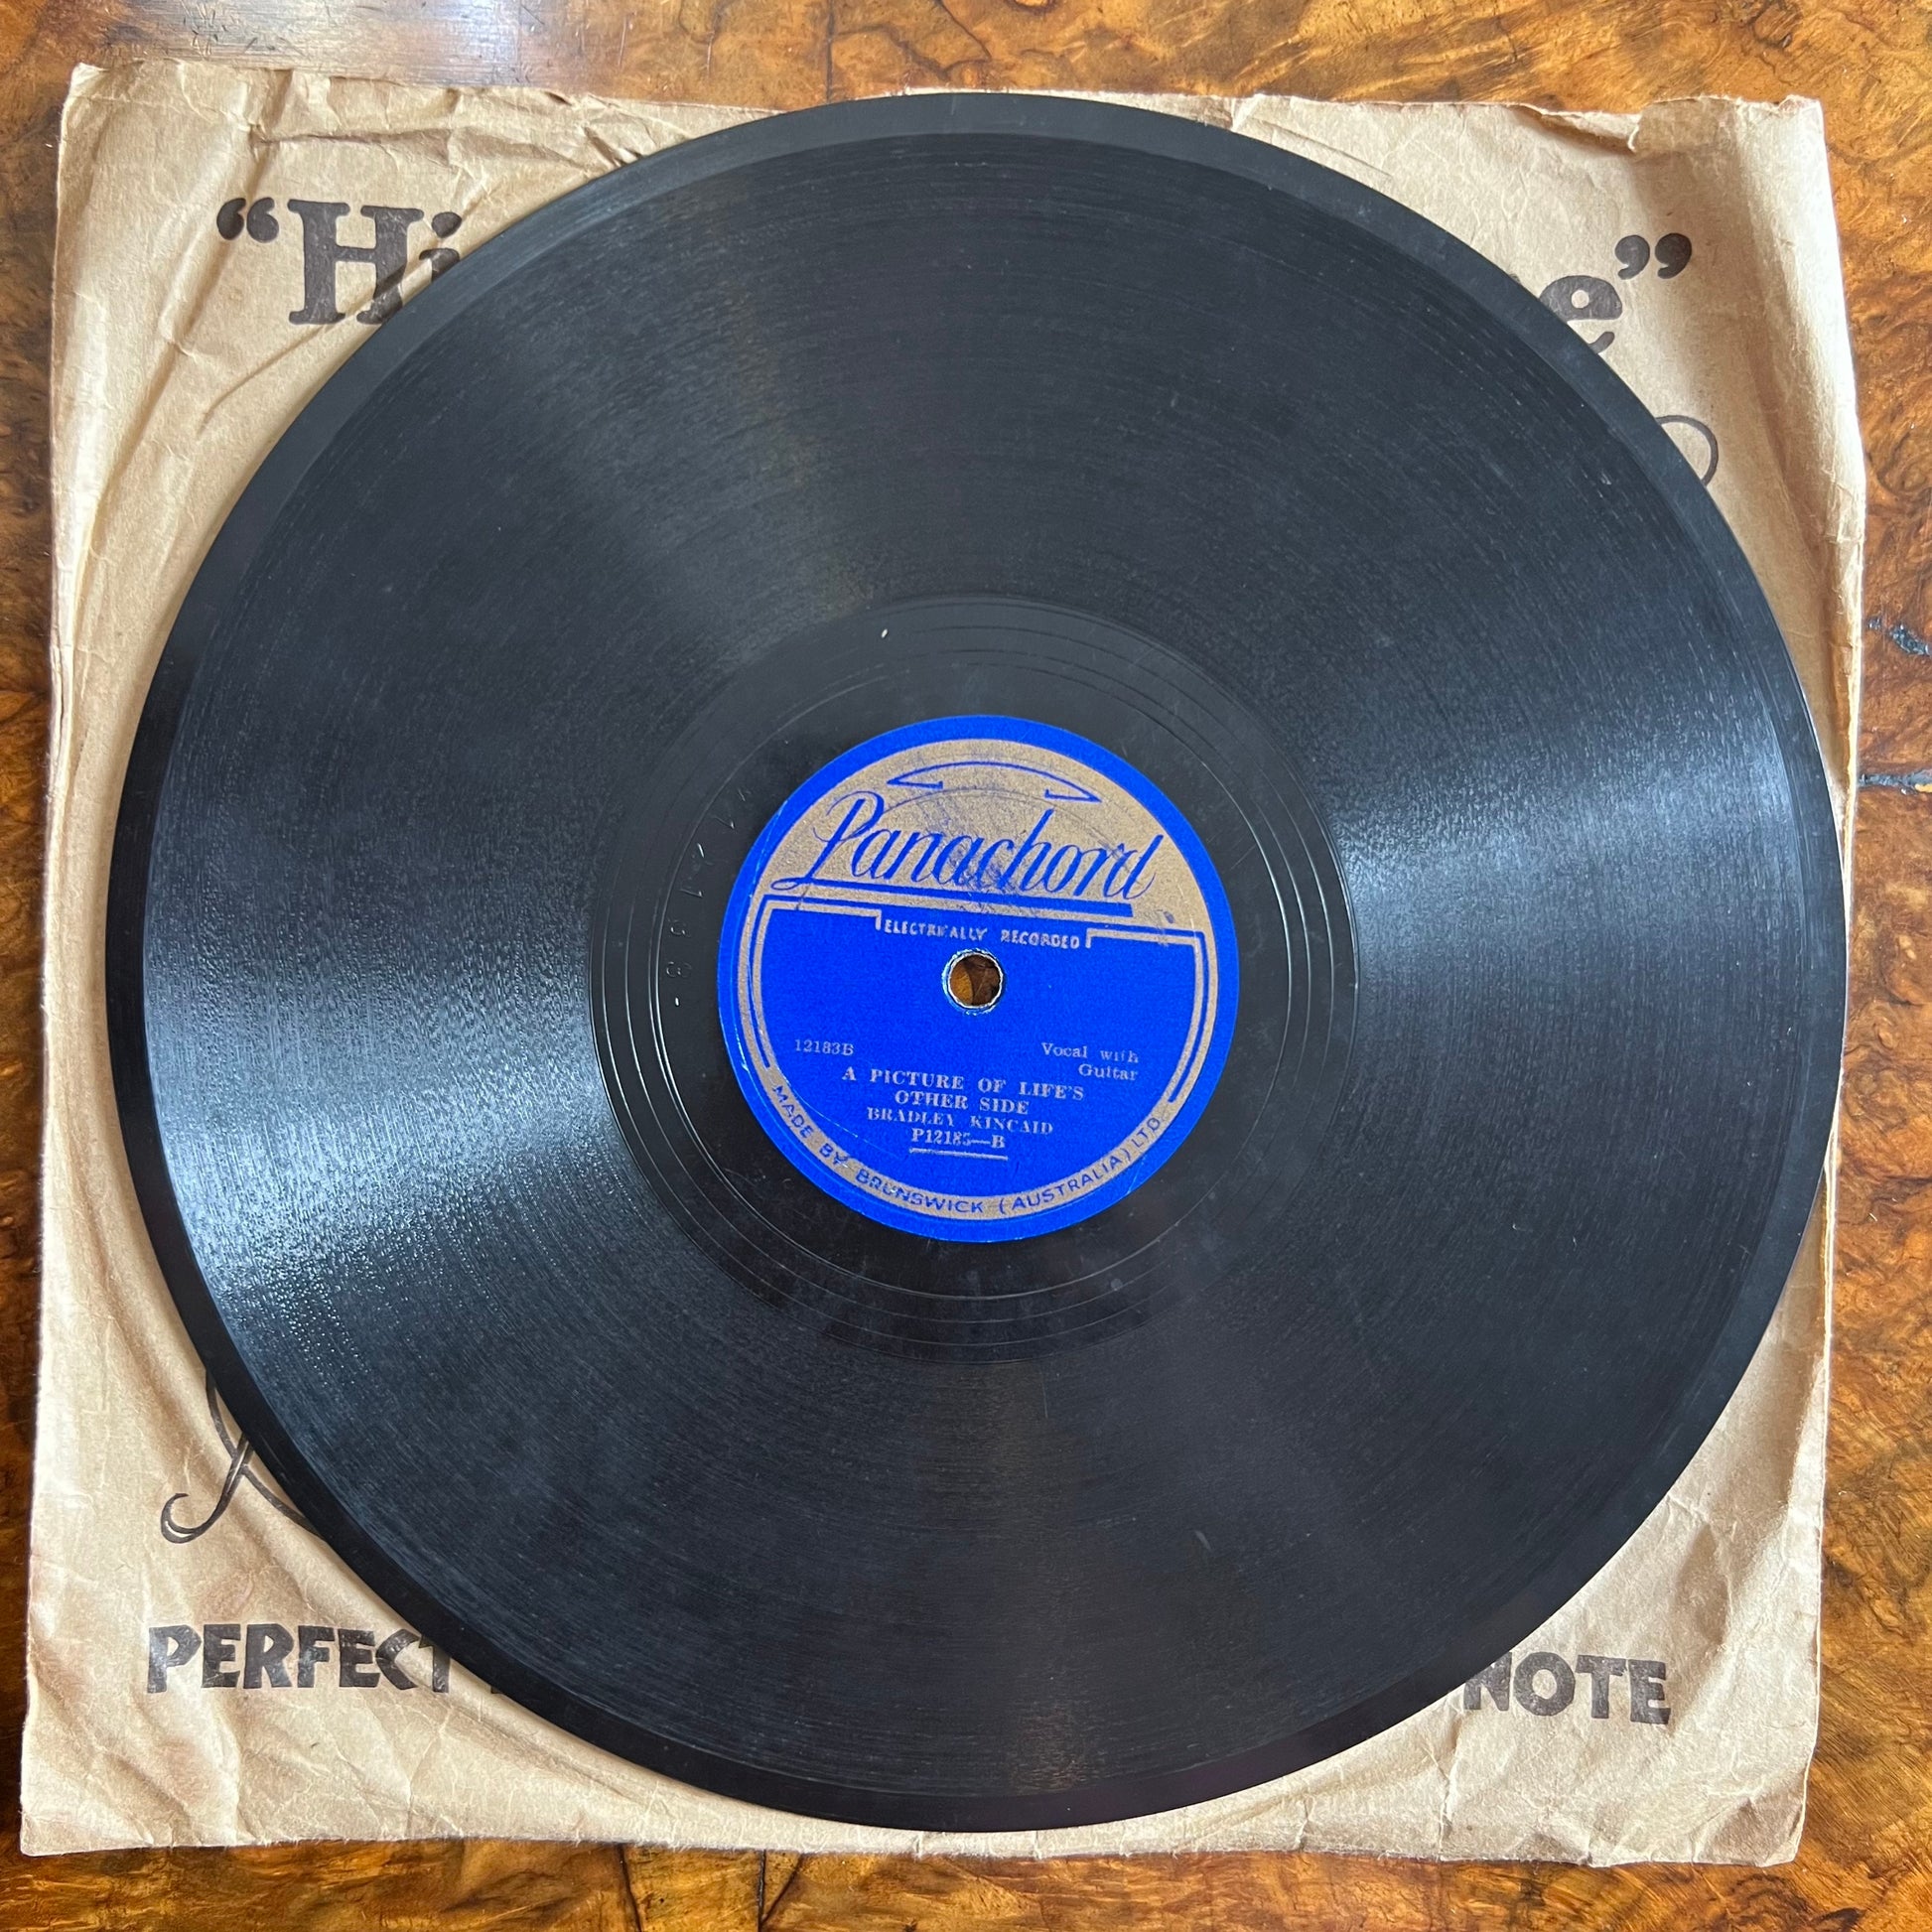 “Hi
e”
Panachord
ELECTRICALLY RECORDED
12183B
Vocal with
Guitar
A PICTURE OF LIFE'S
OTHER SIDE
BRADLEY KINCAID
P12185—B
MADE BY BRUNSWICK (AUSTRALIA) LTD.
PERFECT
NOTE